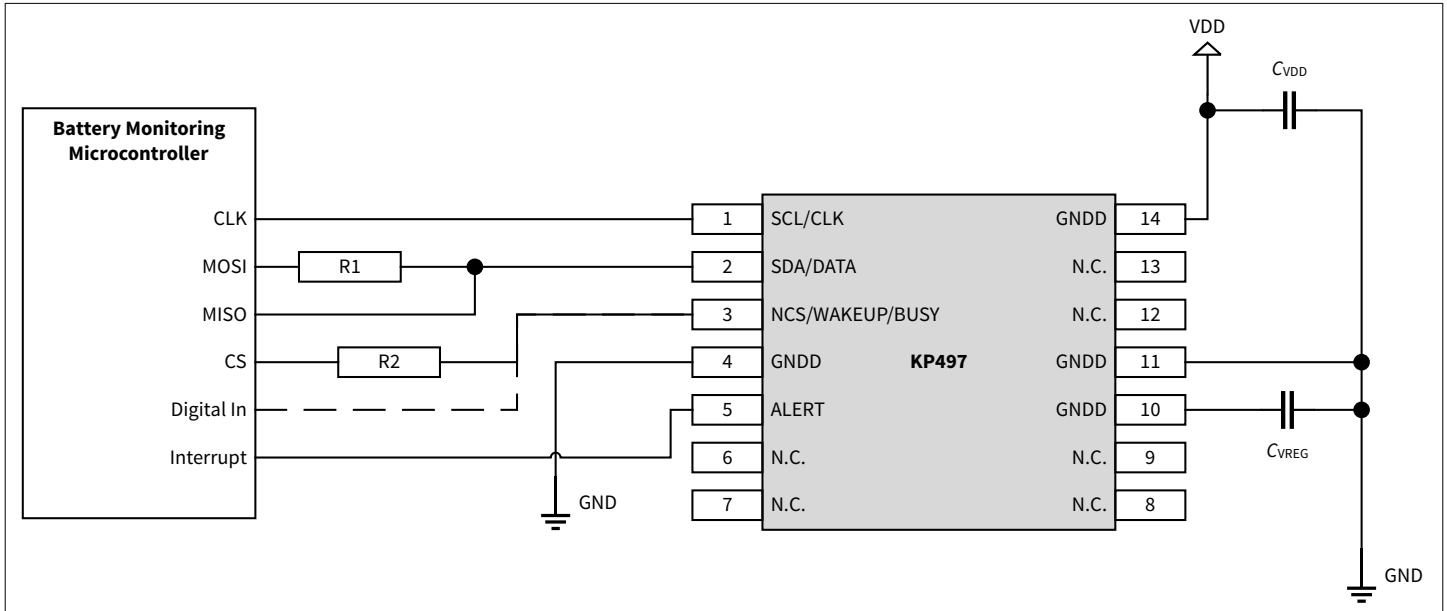 VDD
CVDD
Battery Monitoring
Microcontroller
CLK
MOSI
MISO
CS
Digital In
Interrupt
R1
R2
GND
1
2
3
4
5
6
7
SCL/CLK
SDA/DATA
NCS/WAKEUP/BUSY
GNDD
ALERT
N.C.
N.C.
KP497
GNDD
N.C.
N.C.
GNDD
GNDD
N.C.
N.C.
14
13
12
11
10
9
8
CVREG
GND